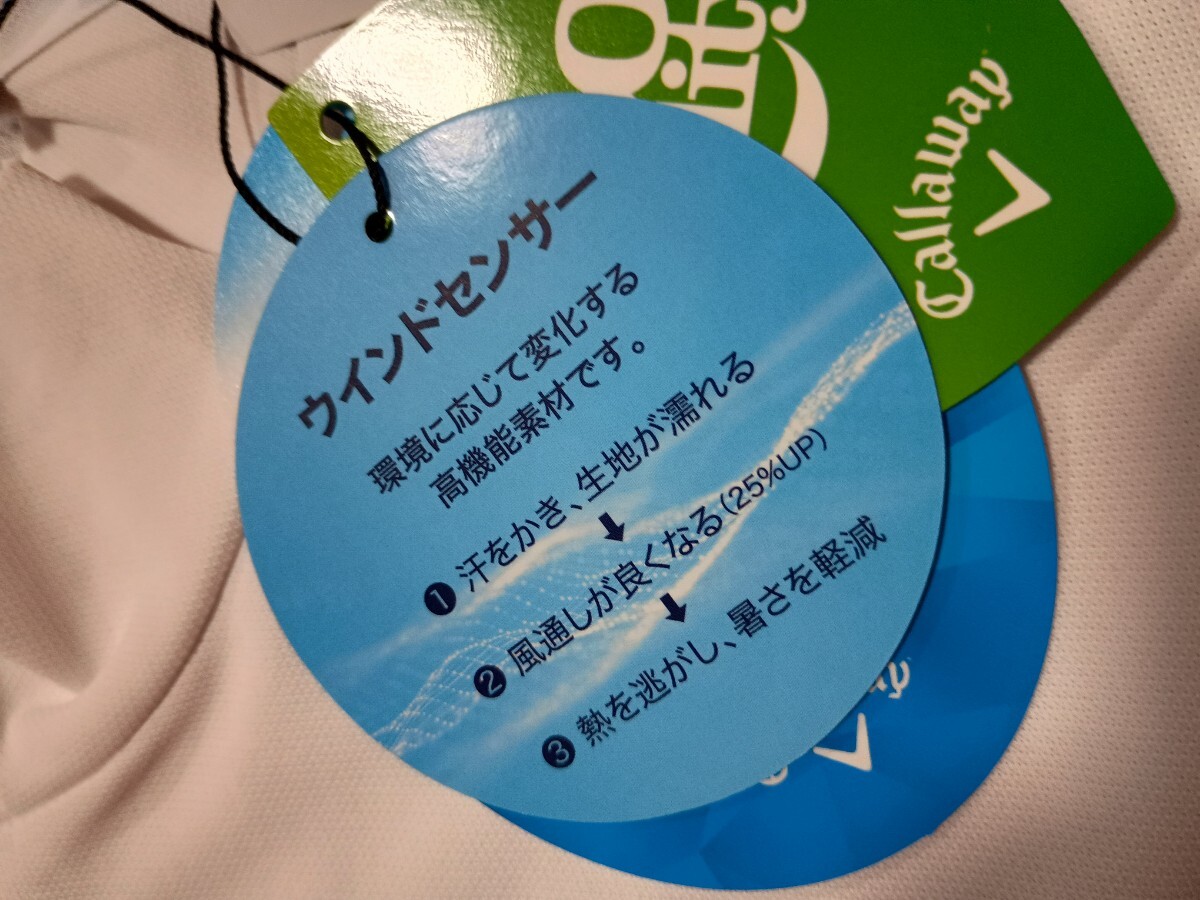 ウインドセンサー
環境に応じて変化する
高機能素材です。
❶ 汗をかき、生地が濡れる
⬇
❷ 風通しが良くなる(25%UP)
⬇
❸ 熱を逃がし、暑さを軽減
Callaway